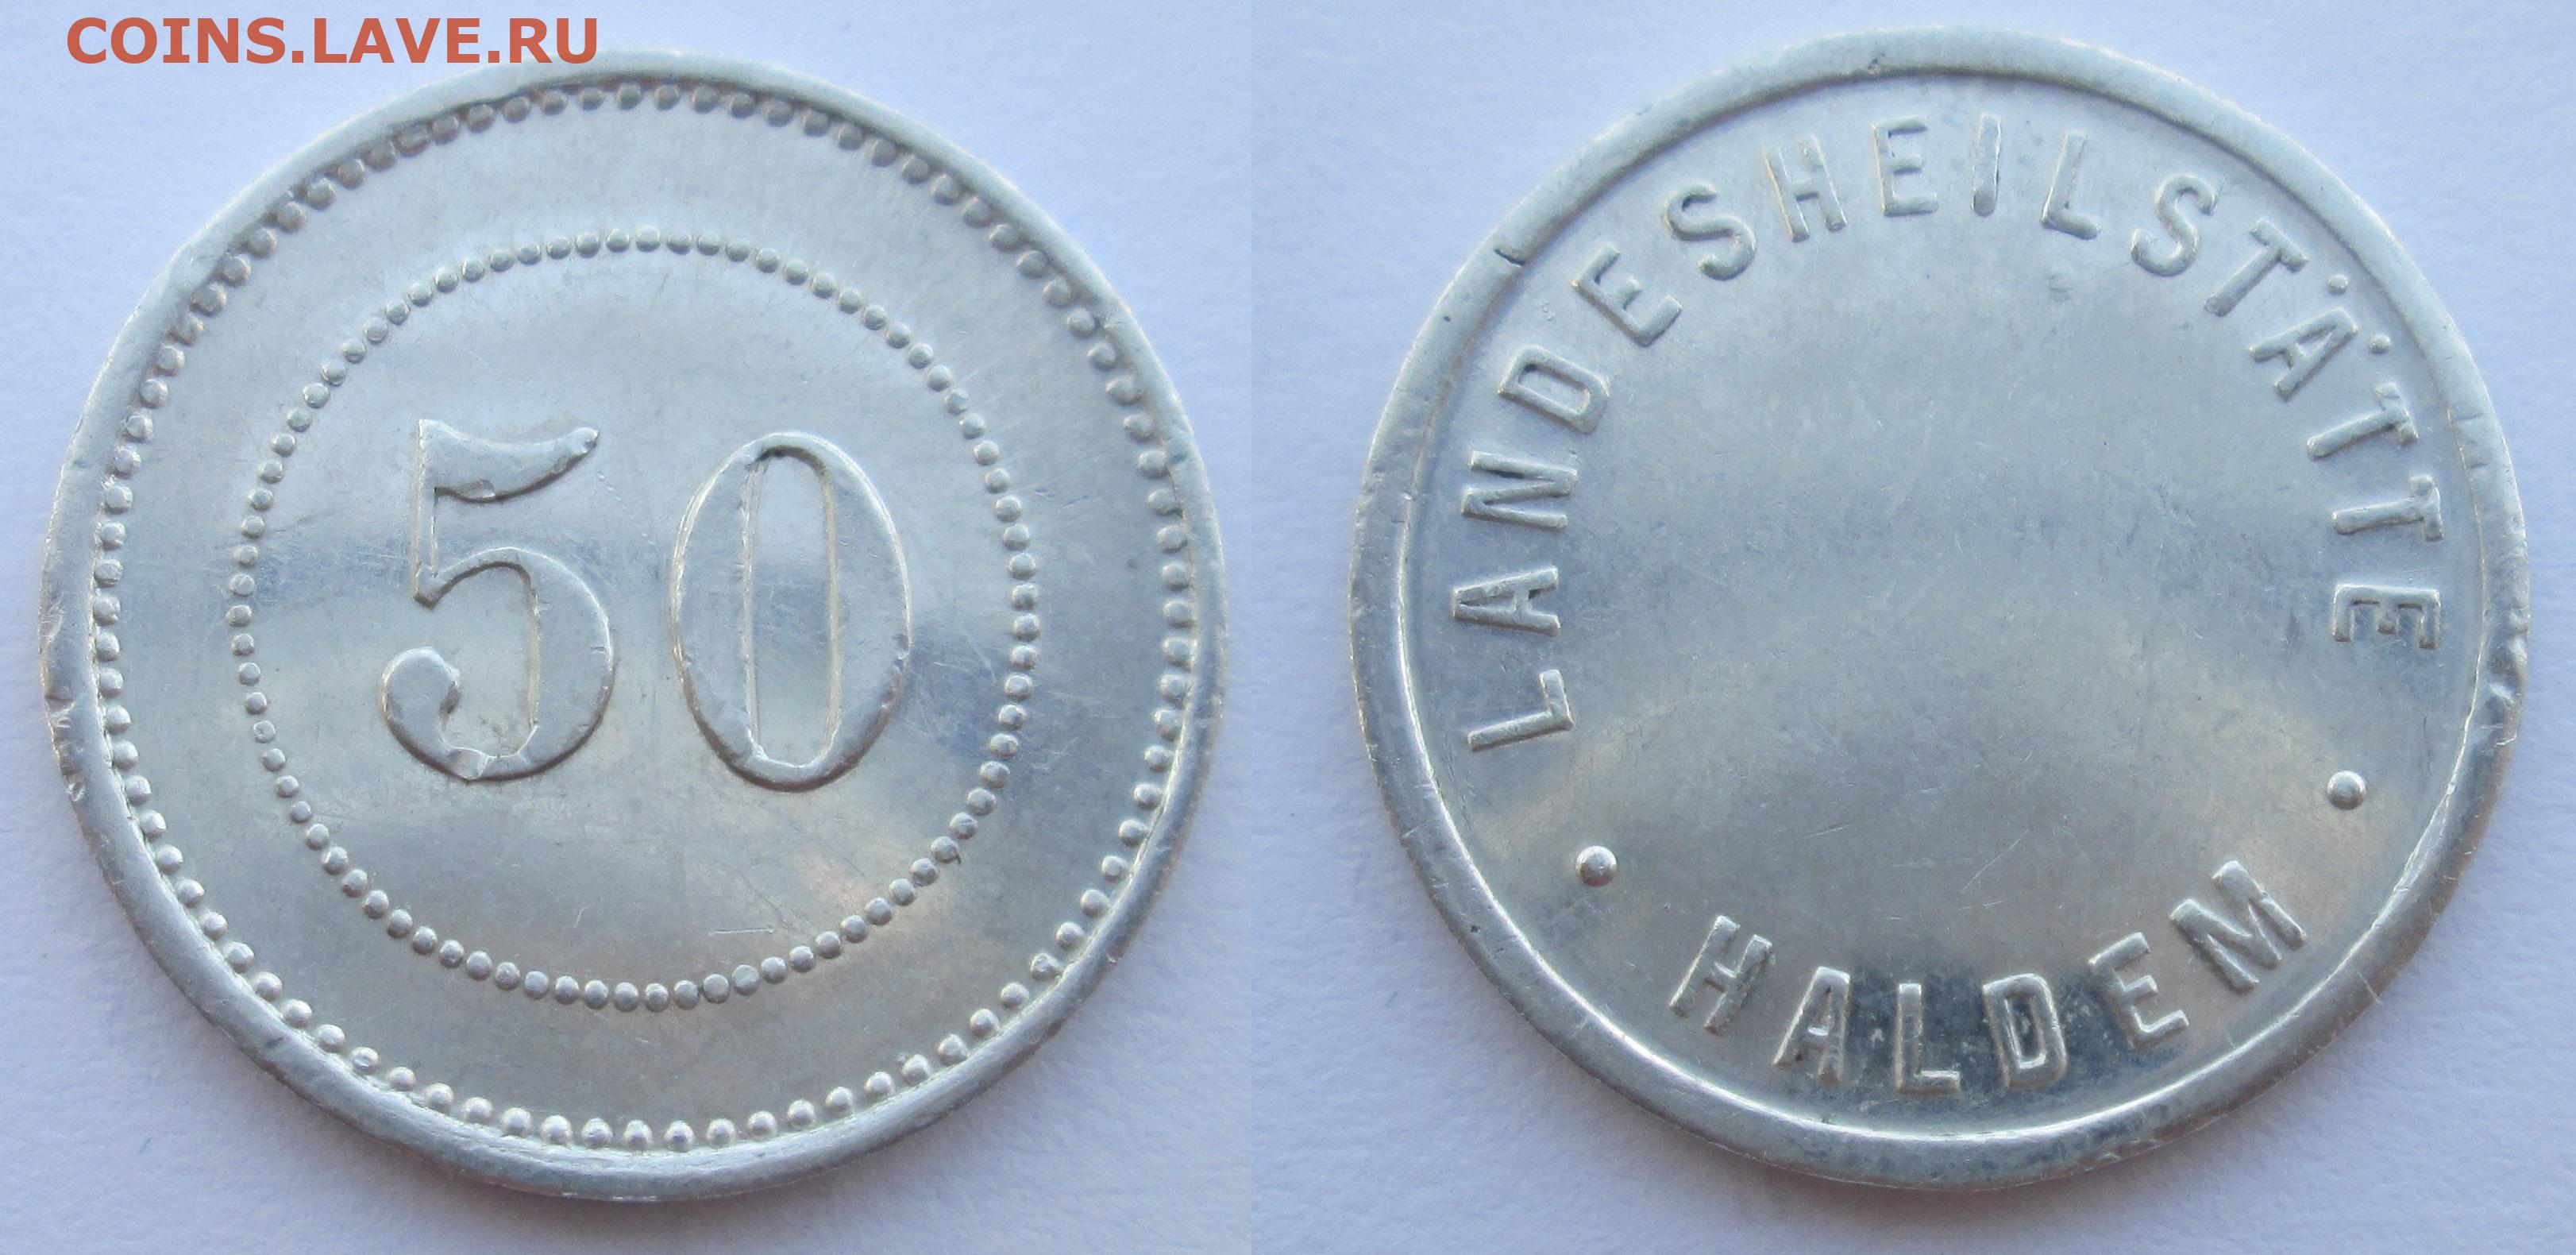 COINS.LAVE.RU
50
LANDESHEILSTÄTTE
• HALDEM •